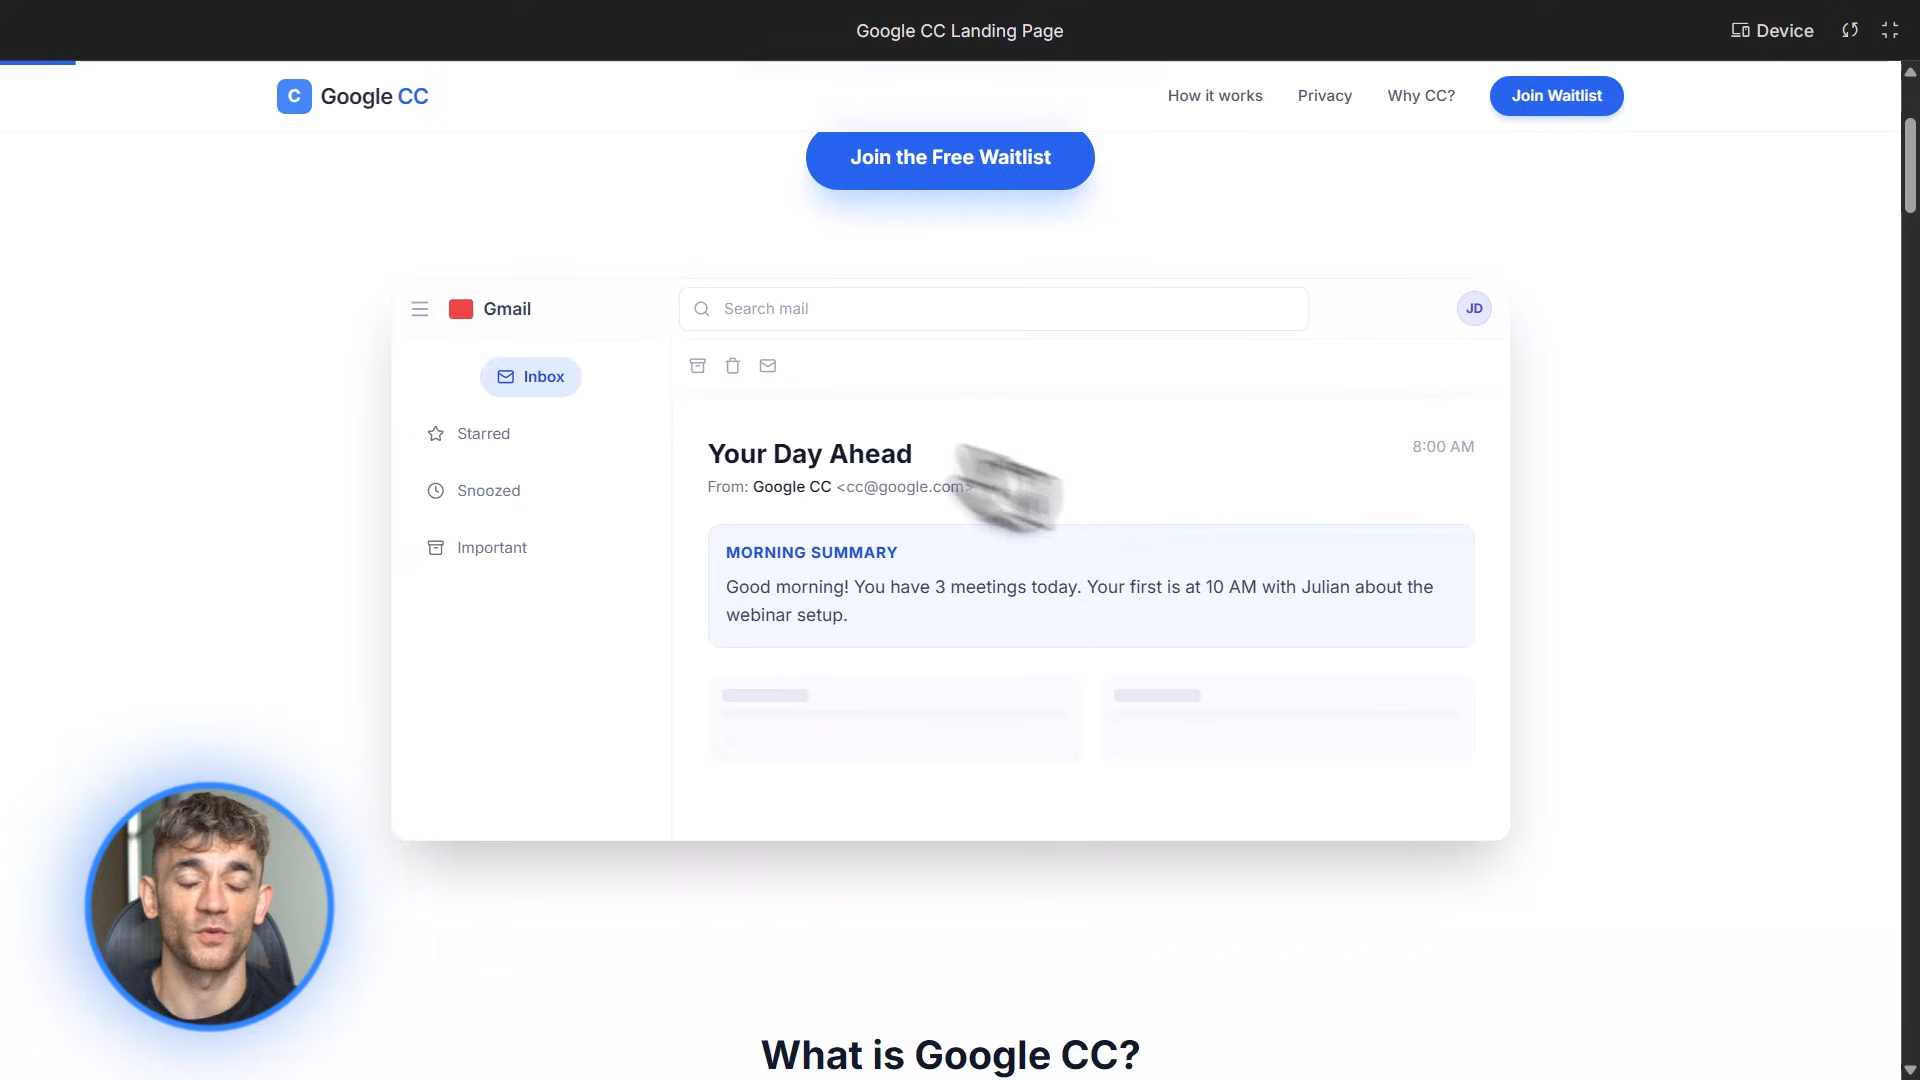 Google CC Landing Page
Device
C
Google CC
How it works
Privacy
Why CC?
Join Waitlist
Join the Free Waitlist
Gmail
Search mail
JD
Inbox
Starred
Snoozed
Important
Your Day Ahead
8:00 AM
From: Google CC <cc@google.com>
MORNING SUMMARY
Good morning! You have 3 meetings today. Your first is at 10 AM with Julian about the
webinar setup.
What is Google CC?